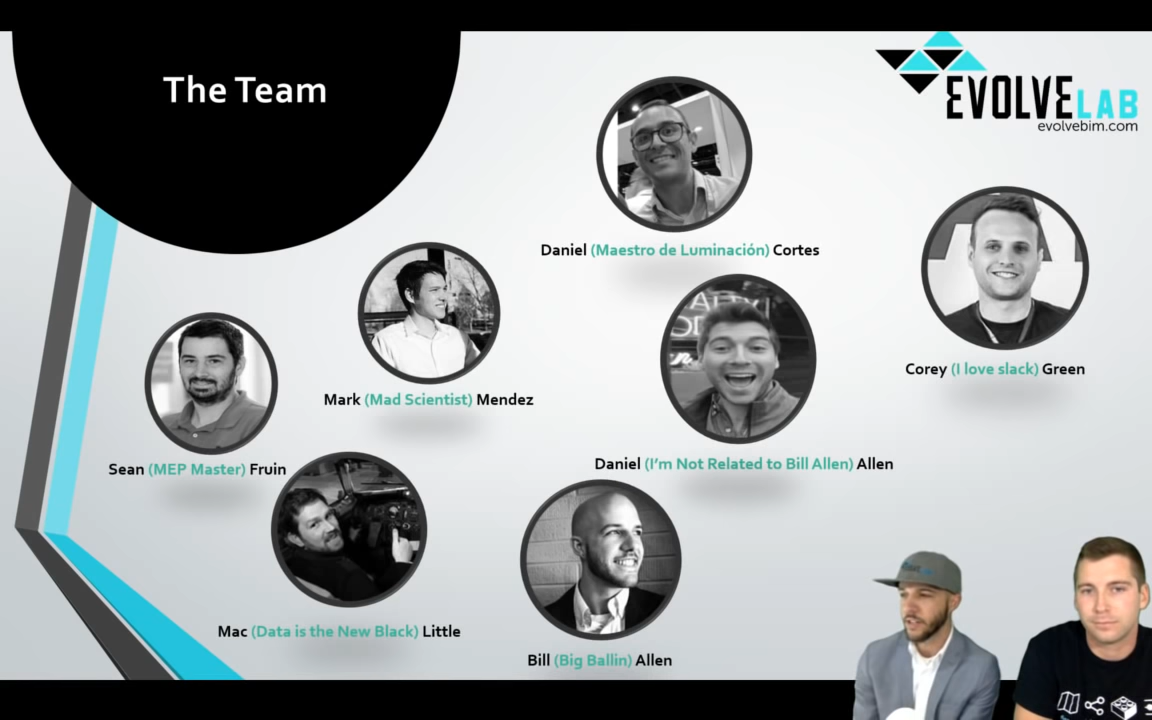 The Team
EVOLVE LAB
evolvebim.com
Daniel (Maestro de Luminación) Cortes
Corey (I love slack) Green
Mark (Mad Scientist) Mendez
Daniel (I'm Not Related to Bill Allen) Allen
Sean (MEP Master) Fruin
Mac (Data is the New Black) Little
Bill (Big Ballin) Allen